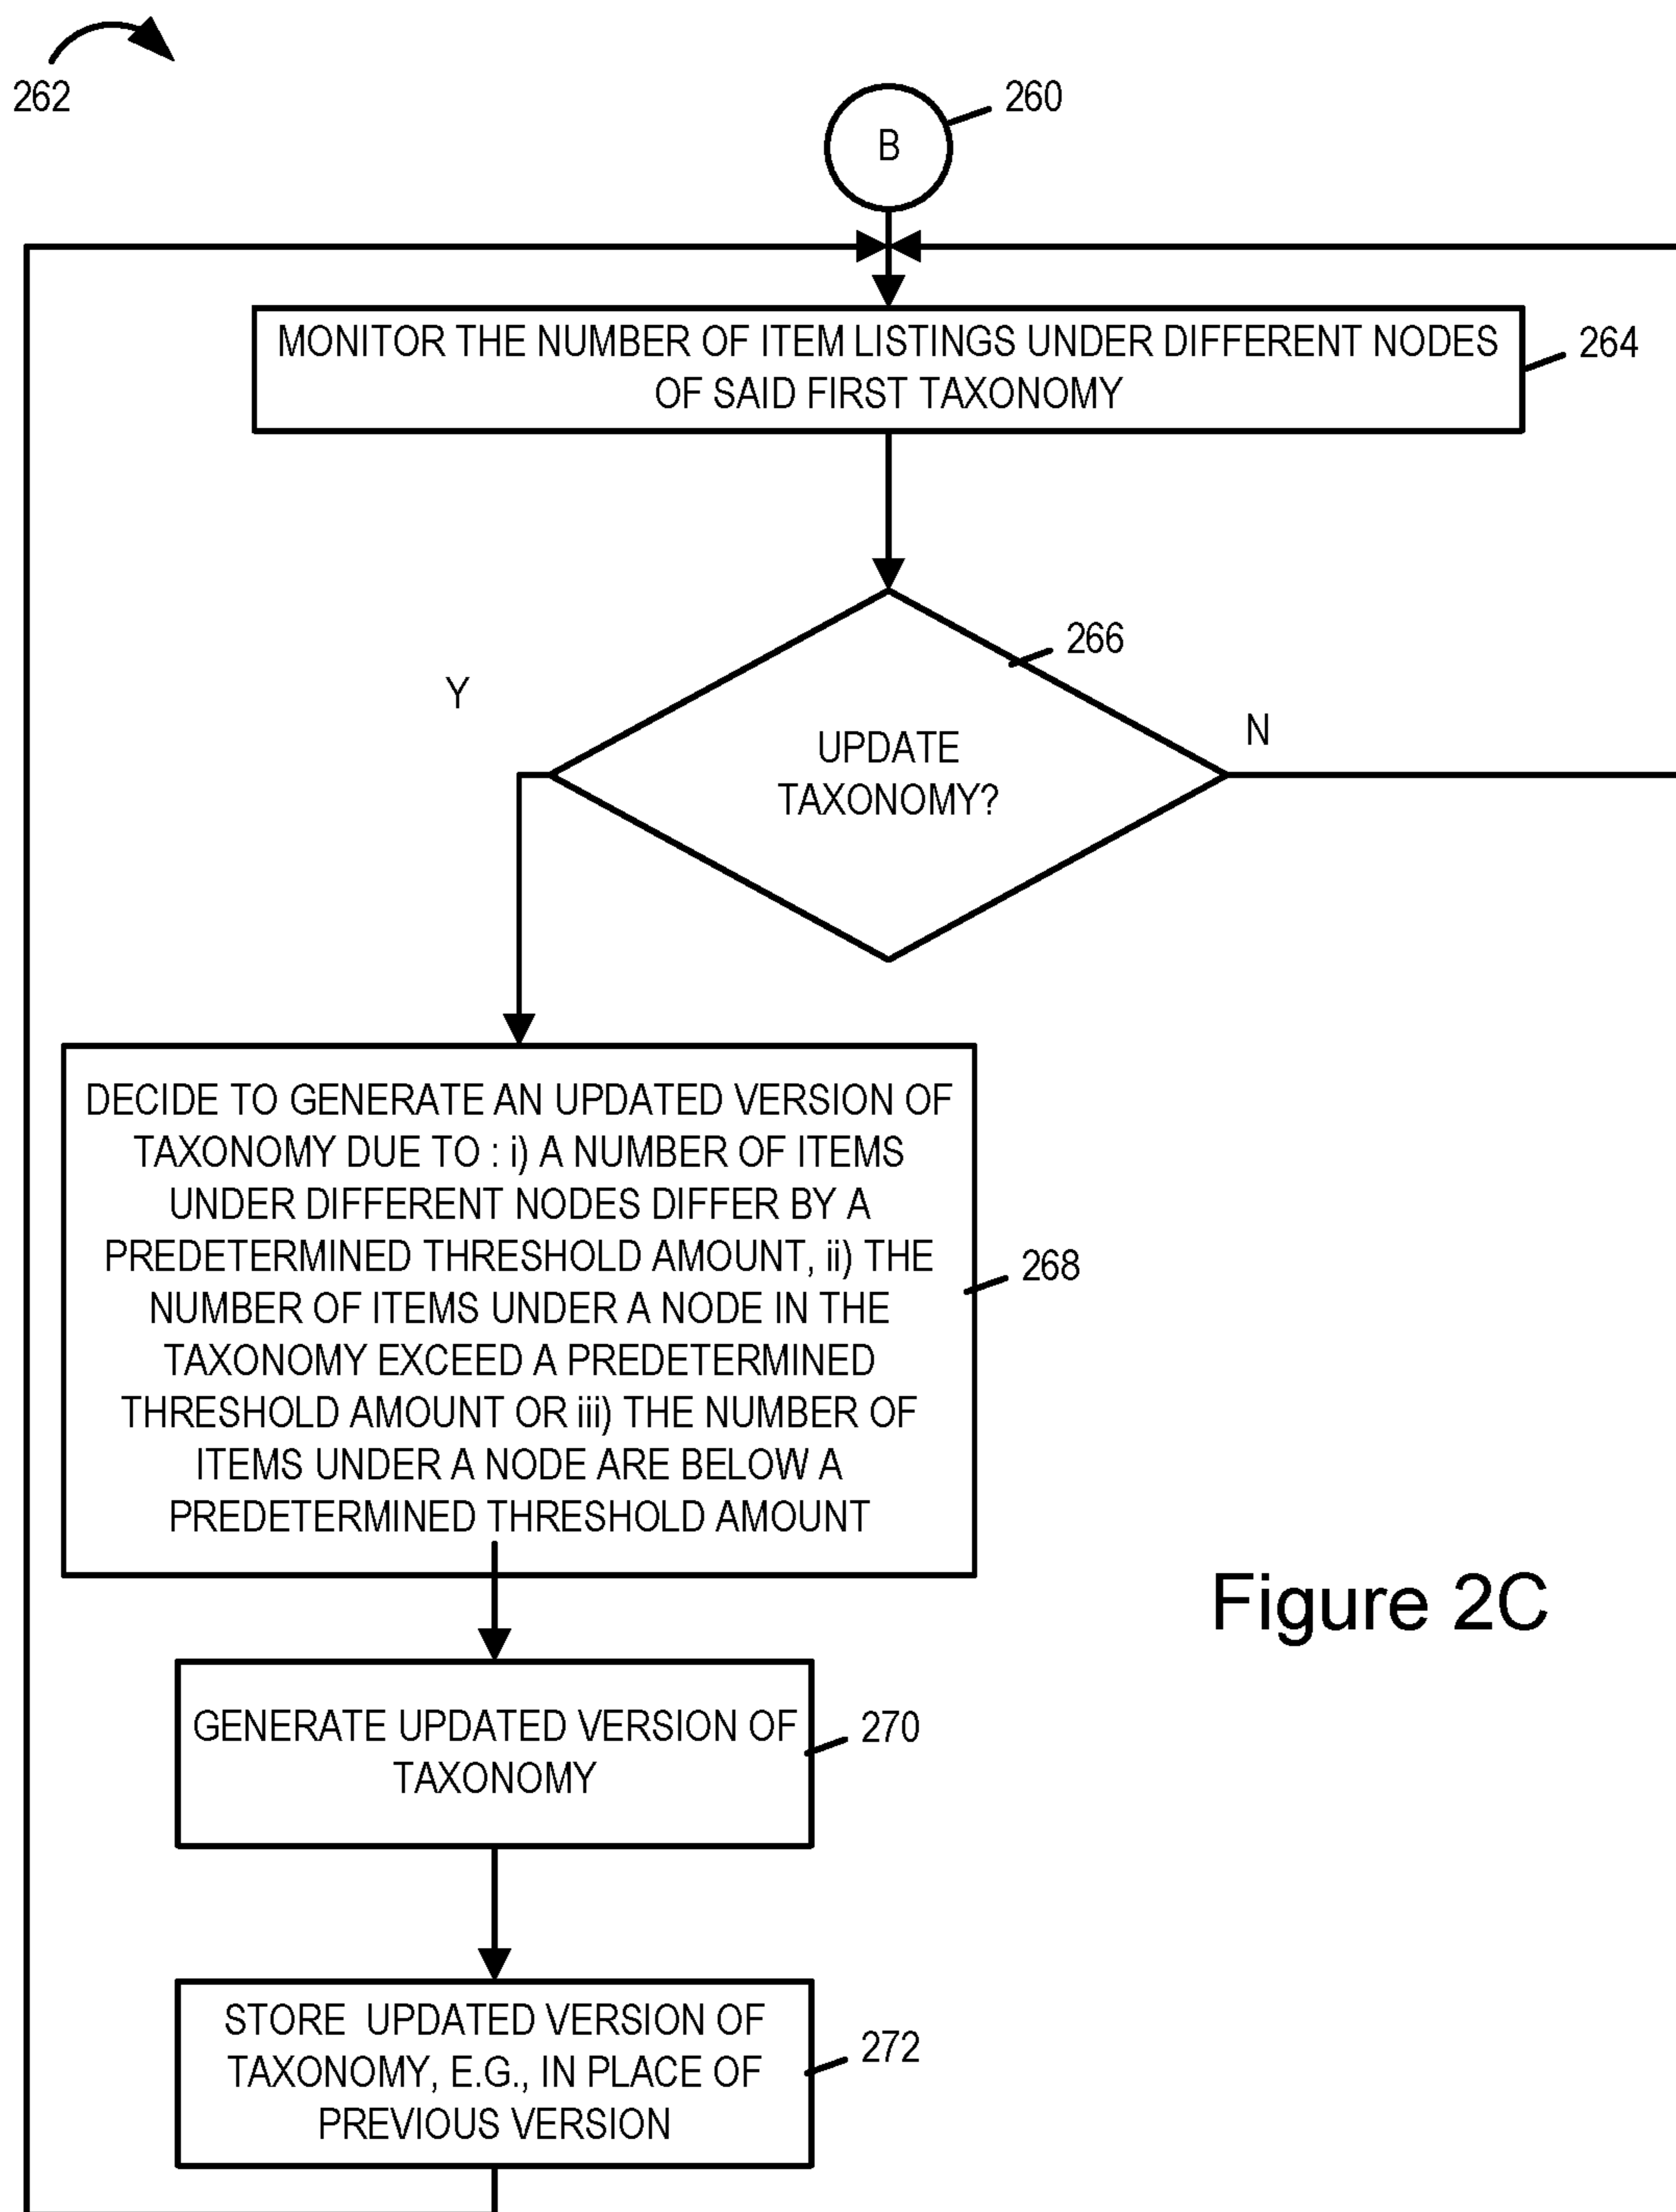 262
260
B
MONITOR THE NUMBER OF ITEM LISTINGS UNDER DIFFERENT NODES
OF SAID FIRST TAXONOMY
264
266
Y
N
UPDATE
TAXONOMY?
DECIDE TO GENERATE AN UPDATED VERSION OF
TAXONOMY DUE TO : i) A NUMBER OF ITEMS
UNDER DIFFERENT NODES DIFFER BY A
PREDETERMINED THRESHOLD AMOUNT, ii) THE
NUMBER OF ITEMS UNDER A NODE IN THE
TAXONOMY EXCEED A PREDETERMINED
THRESHOLD AMOUNT OR iii) THE NUMBER OF
ITEMS UNDER A NODE ARE BELOW A
PREDETERMINED THRESHOLD AMOUNT
268
Figure 2C
GENERATE UPDATED VERSION OF
TAXONOMY
270
STORE UPDATED VERSION OF
TAXONOMY, E.G., IN PLACE OF
PREVIOUS VERSION
272